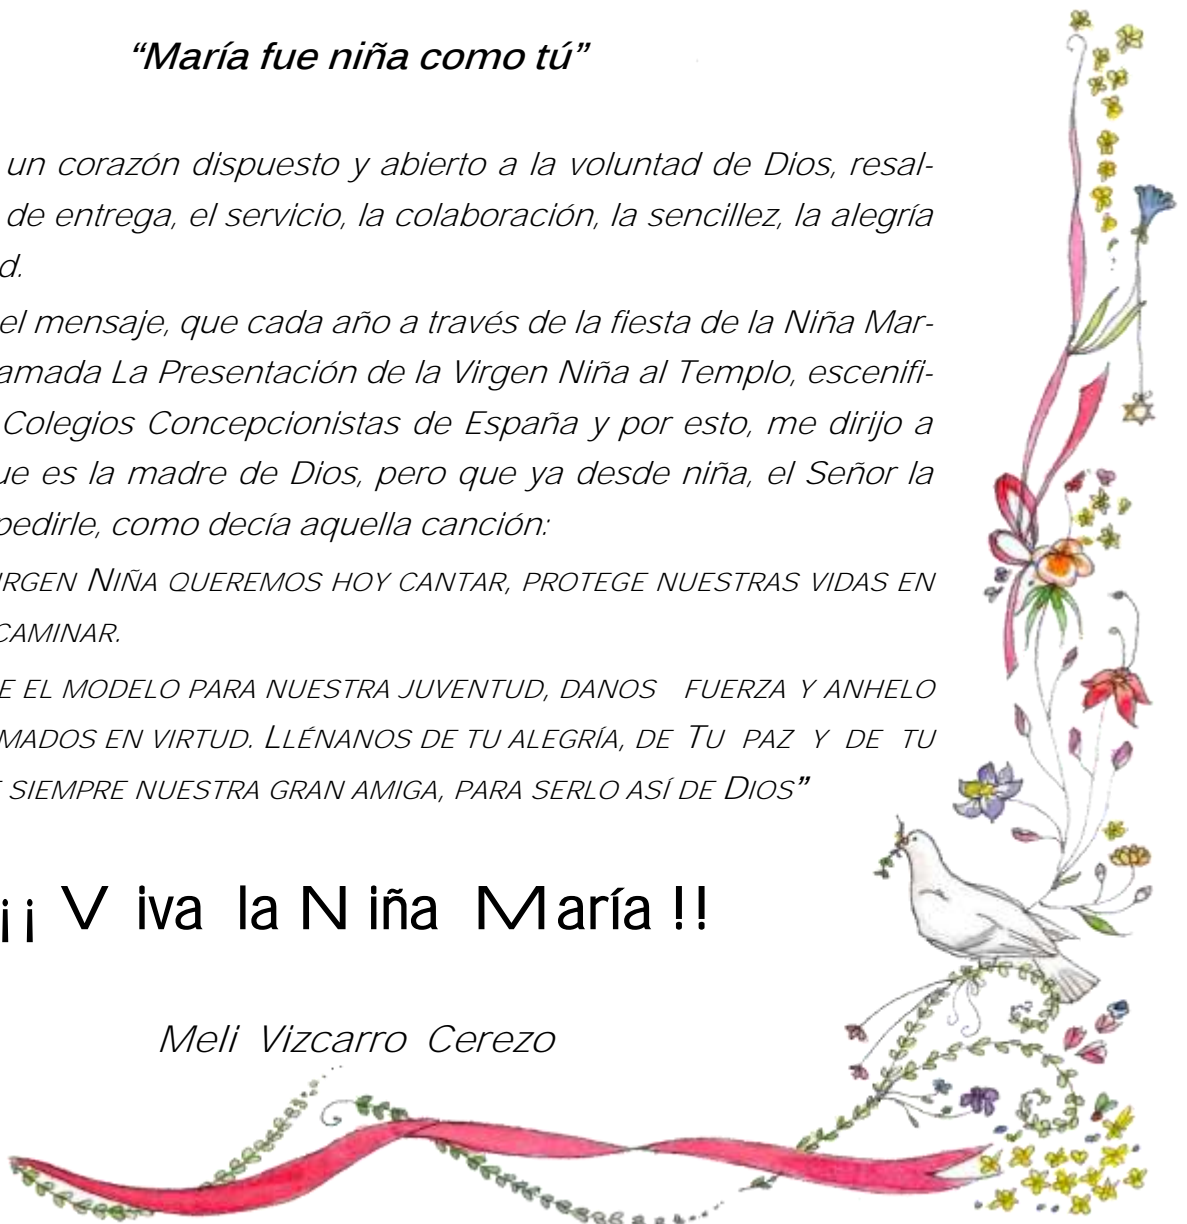 “María fue niña como tú”
un corazón dispuesto y abierto a la voluntad de Dios, resal-
de entrega, el servicio, la colaboración, la sencillez, la alegría
d.
el mensaje, que cada año a través de la fiesta de la Niña Mar-
amada La Presentación de la Virgen Niña al Templo, escenifi-
Colegios Concepcionistas de España y por esto, me dirijo a
ue es la madre de Dios, pero que ya desde niña, el Señor la
pedirle, como decía aquella canción:
IRGEN NIÑA QUEREMOS HOY CANTAR, PROTEGE NUESTRAS VIDAS EN
CAMINAR.
E EL MODELO PARA NUESTRA JUVENTUD, DANOS FUERZA Y ANHELO
MADOS EN VIRTUD. LLÉNANOS DE TU ALEGRÍA, DE TU PAZ Y DE TU
SIEMPRE NUESTRA GRAN AMIGA, PARA SERLO ASÍ DE DIOS”
¡¡ Viva la Niña María !!
Meli Vizcarro Cerezo